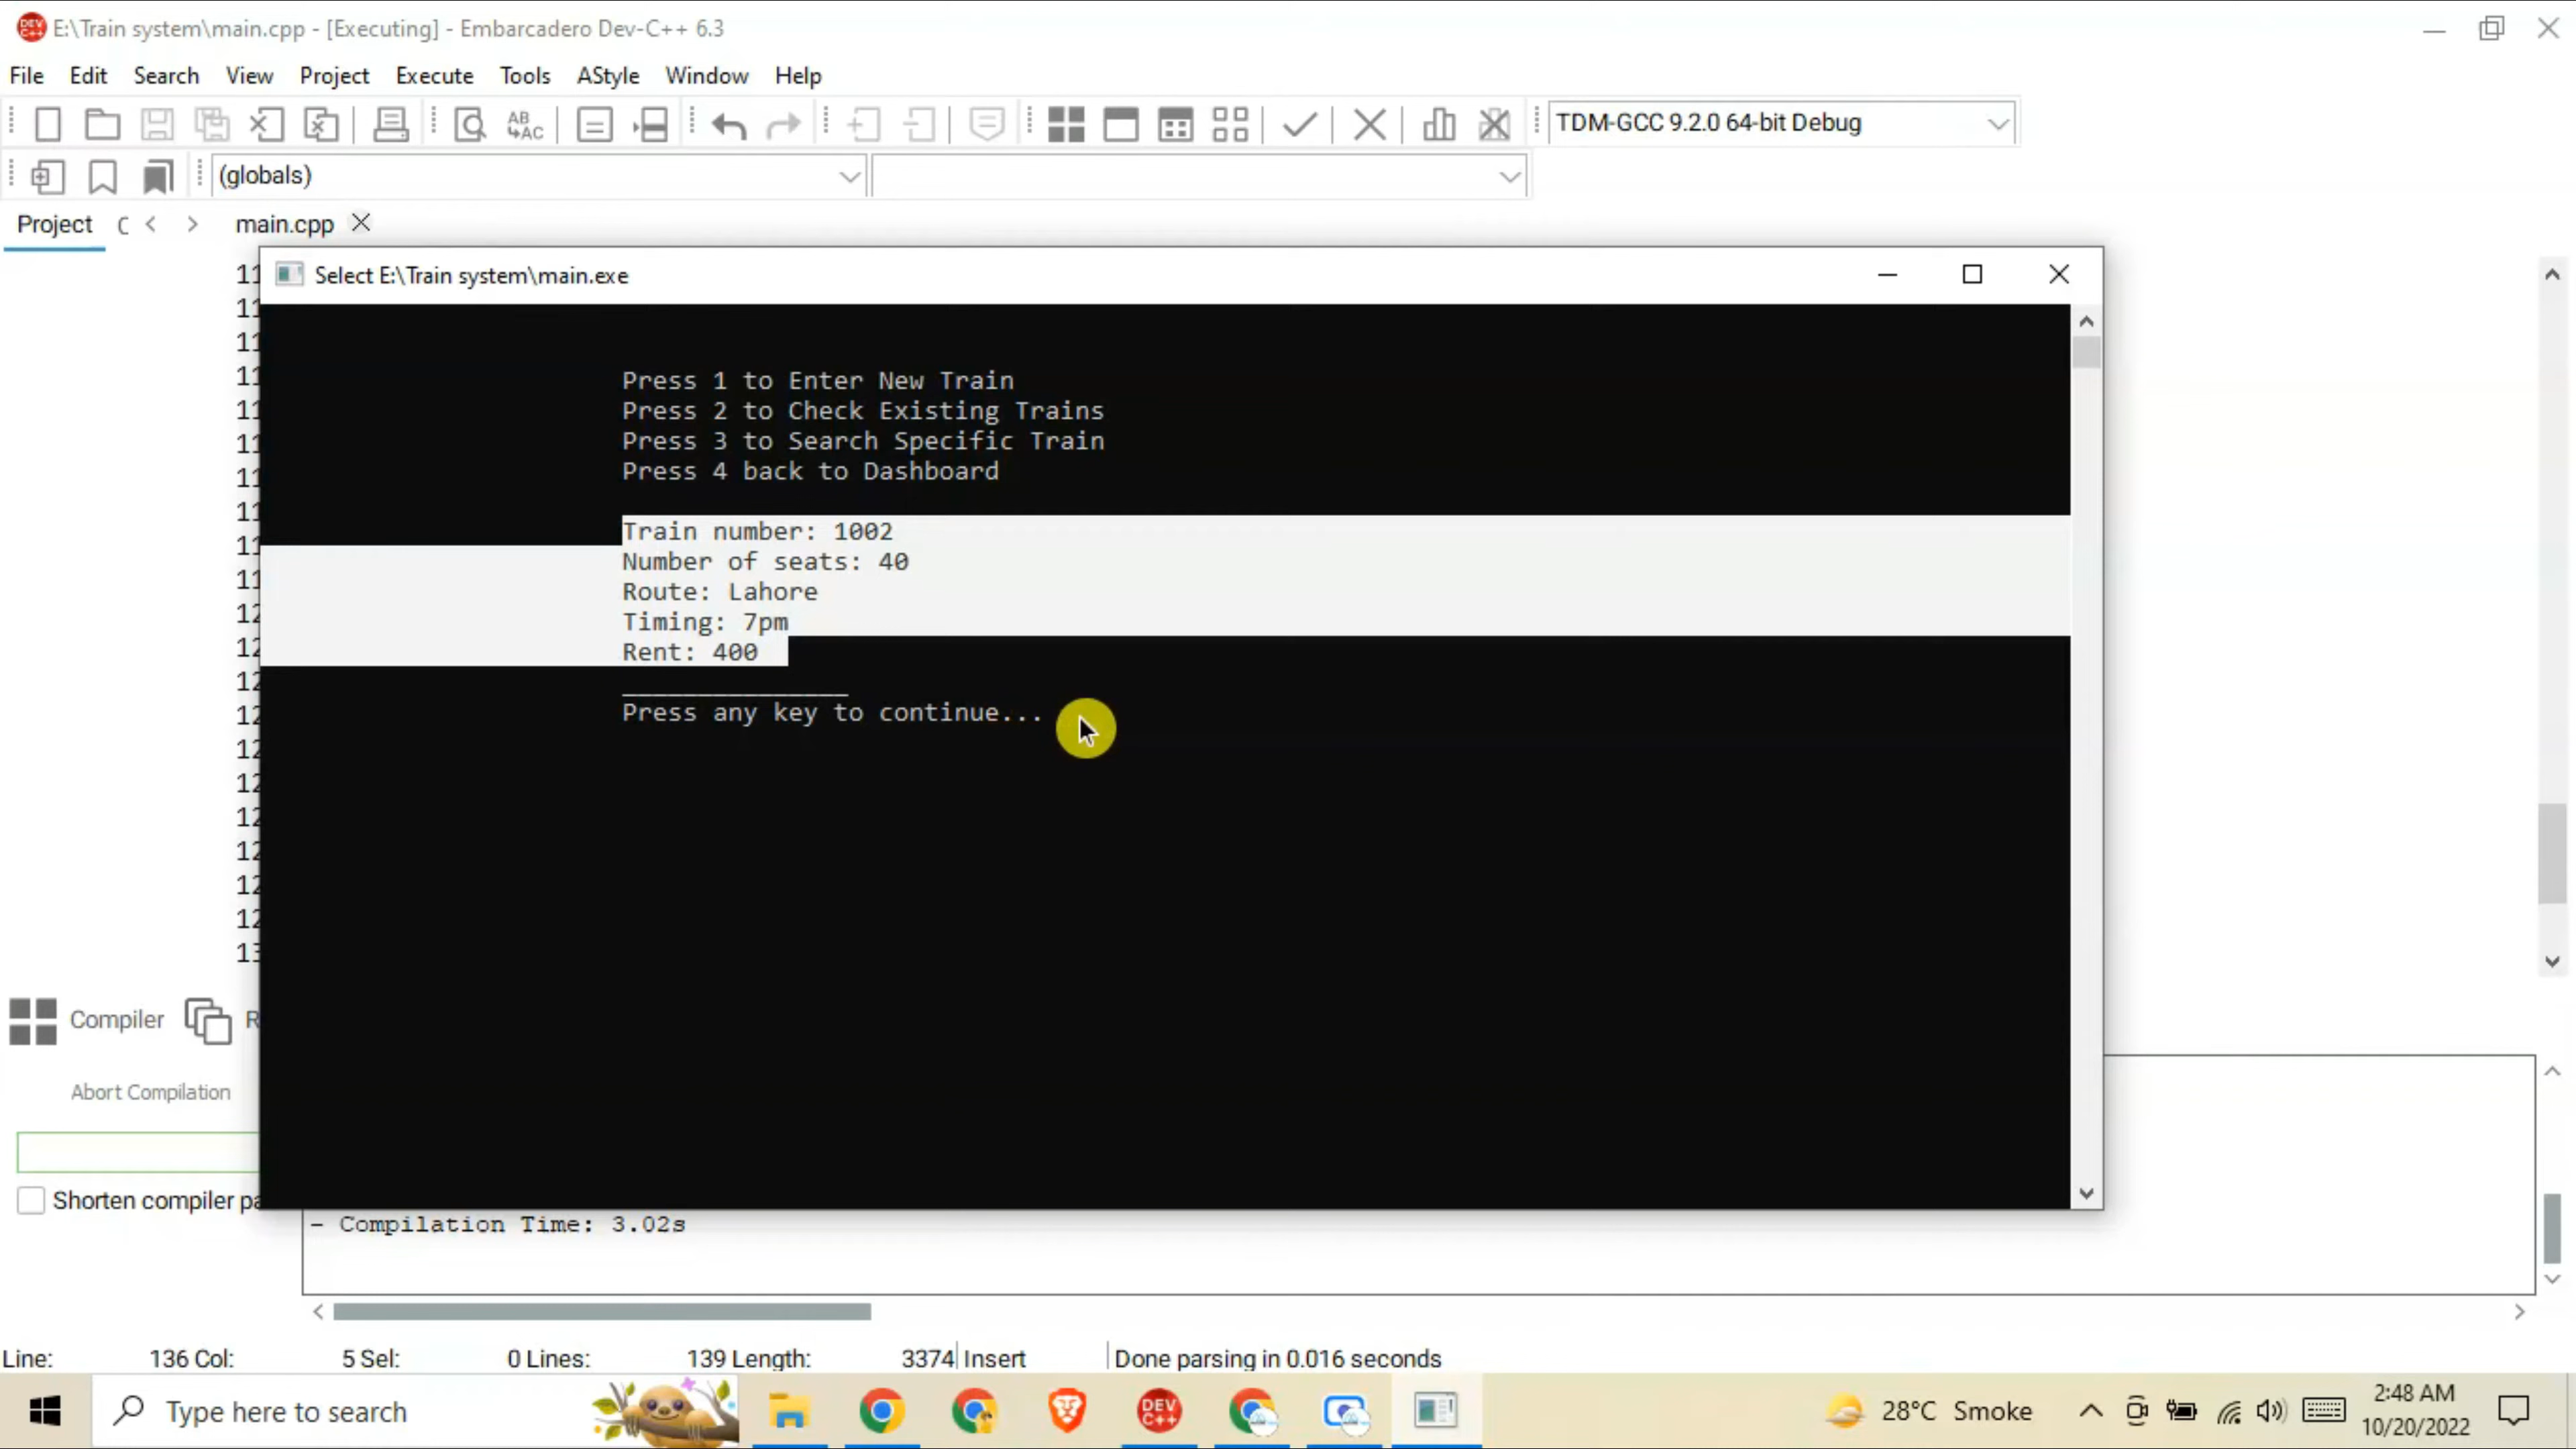 E:\Train system\main.cpp - [Executing] - Embarcadero Dev-C++ 6.3
File Edit Search View Project Execute Tools AStyle Window Help
TDM-GCC 9.2.0 64-bit Debug
(globals)
Project main.cpp
Select E:\Train system\main.exe
Press 1 to Enter New Train
Press 2 to Check Existing Trains
Press 3 to Search Specific Train
Press 4 back to Dashboard
Train number: 1002
Number of seats: 40
Route: Lahore
Timing: 7pm
Rent: 400
_______________
Press any key to continue...
Compiler
Abort Compilation
Shorten compiler pa
- Compilation Time: 3.02s
Line: 136 Col: 5 Sel: 0 Lines: 139 Length: 3374 Insert Done parsing in 0.016 seconds
Type here to search
DEV C++
28°C Smoke
2:48 AM
10/20/2022